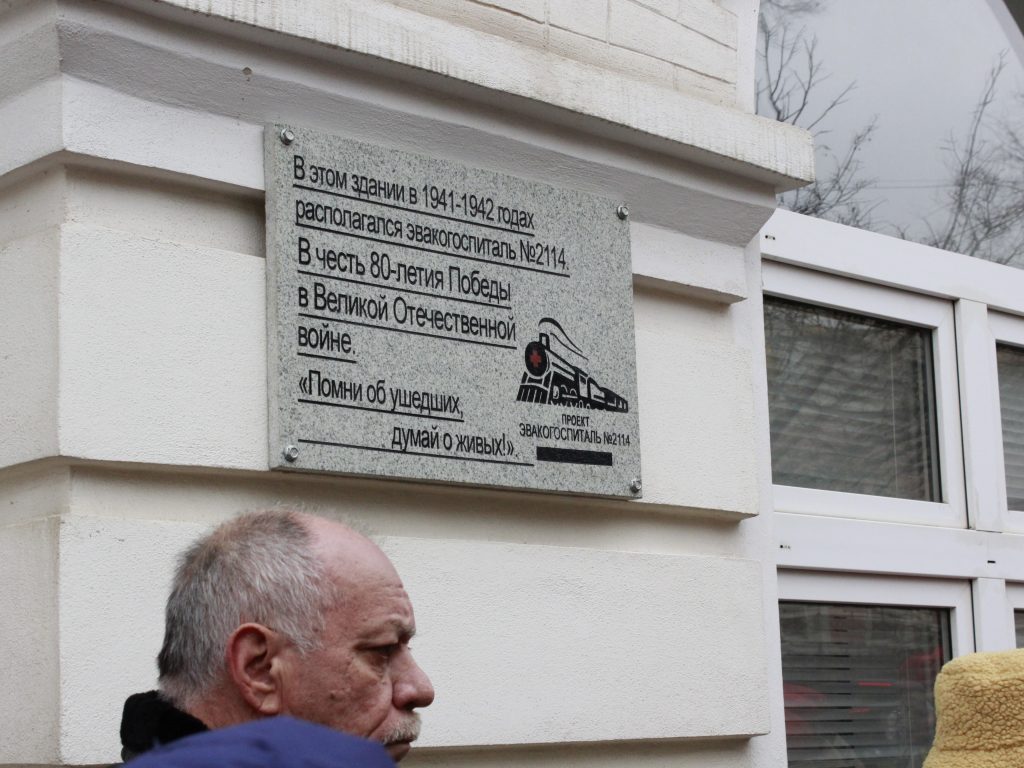 В этом здании в 1941-1942 годах
располагался эвакогоспиталь №2114.
В честь 80-летия Победы
в Великой Отечественной
войне.
«Помни об ушедших,
думай о живых!».
ПРОЕКТ
ЭВАКОГОСПИТАЛЬ №2114